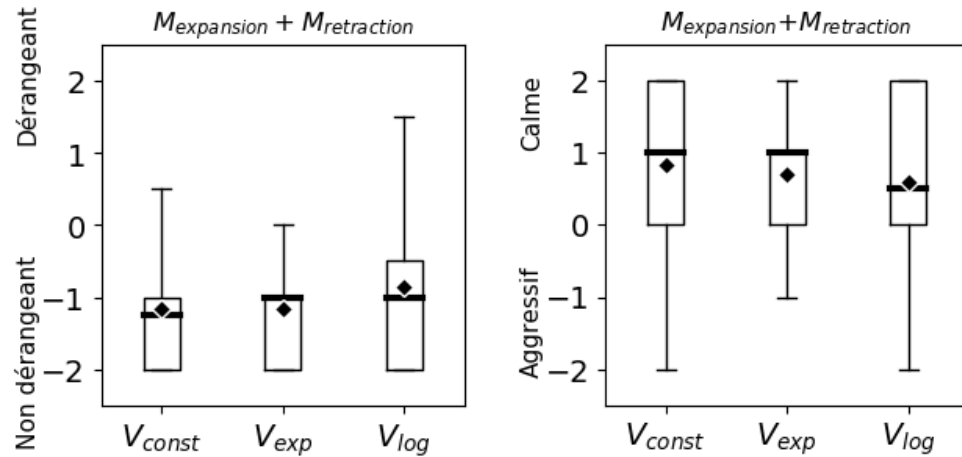 M_expansion + M_retraction
Dérangeant
Non dérangeant
2
1
0
−1
−2
V_const
V_exp
V_log
M_expansion+M_retraction
Calme
Aggressif
2
1
0
−1
−2
V_const
V_exp
V_log